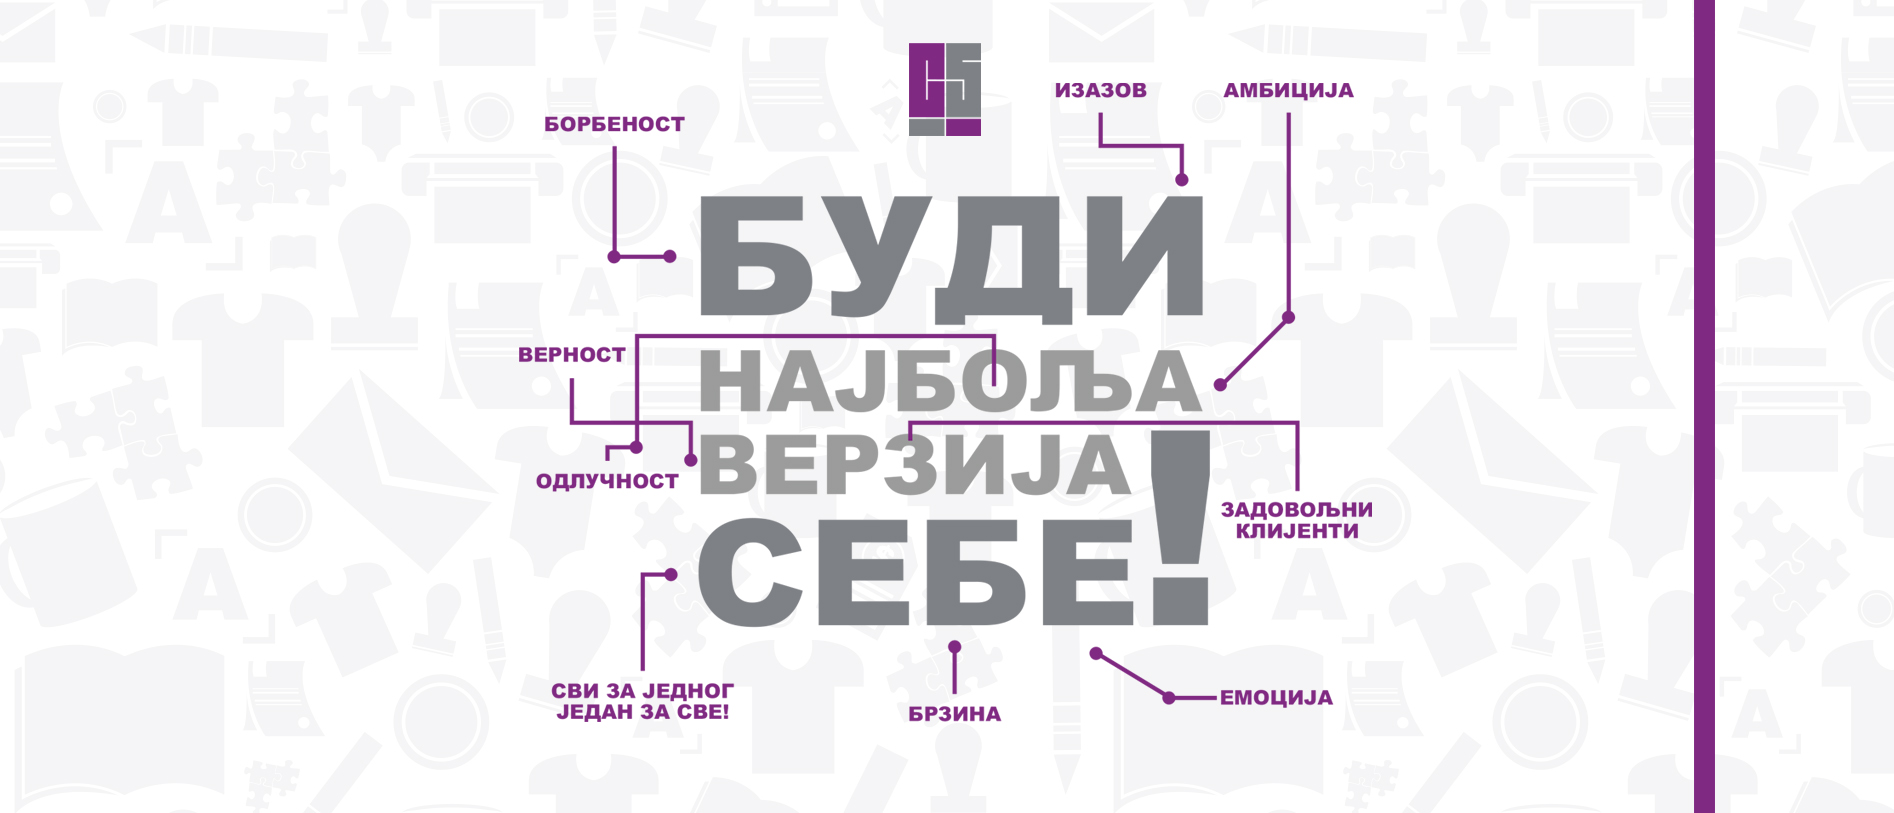 ИЗАЗОВ
АМБИЦИЈА
БОРБЕНОСТ
БУДИ
ВЕРНОСТ
НАЈБОЉА
ВЕРЗИЈА
ОДЛУЧНОСТ
ЗАДОВОЉНИ
КЛИЈЕНТИ
СЕБЕ!
СВИ ЗА ЈЕДНОГ
ЈЕДАН ЗА СВЕ!
БРЗИНА
ЕМОЦИЈА